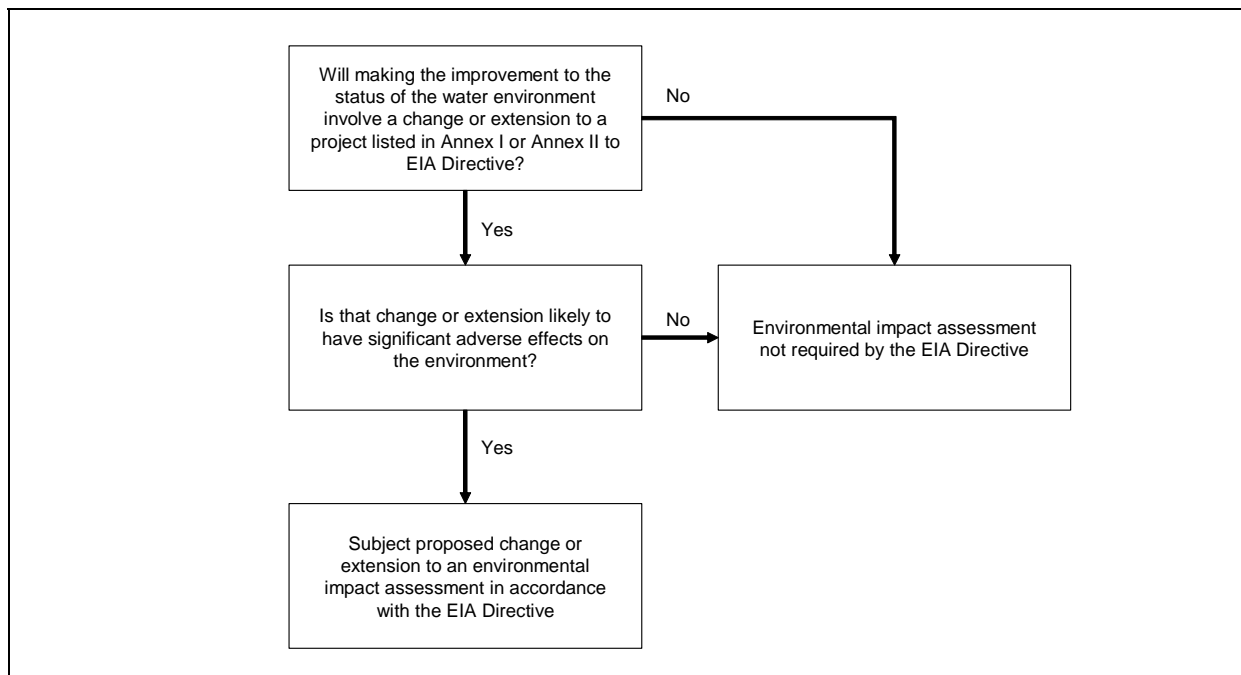 Will making the improvement to the
status of the water environment
involve a change or extension to a
project listed in Annex I or Annex II to
EIA Directive?
No
Yes
Is that change or extension likely to
have significant adverse effects on
the environment?
No
Environmental impact assessment
not required by the EIA Directive
Yes
Subject proposed change or
extension to an environmental
impact assessment in accordance
with the EIA Directive